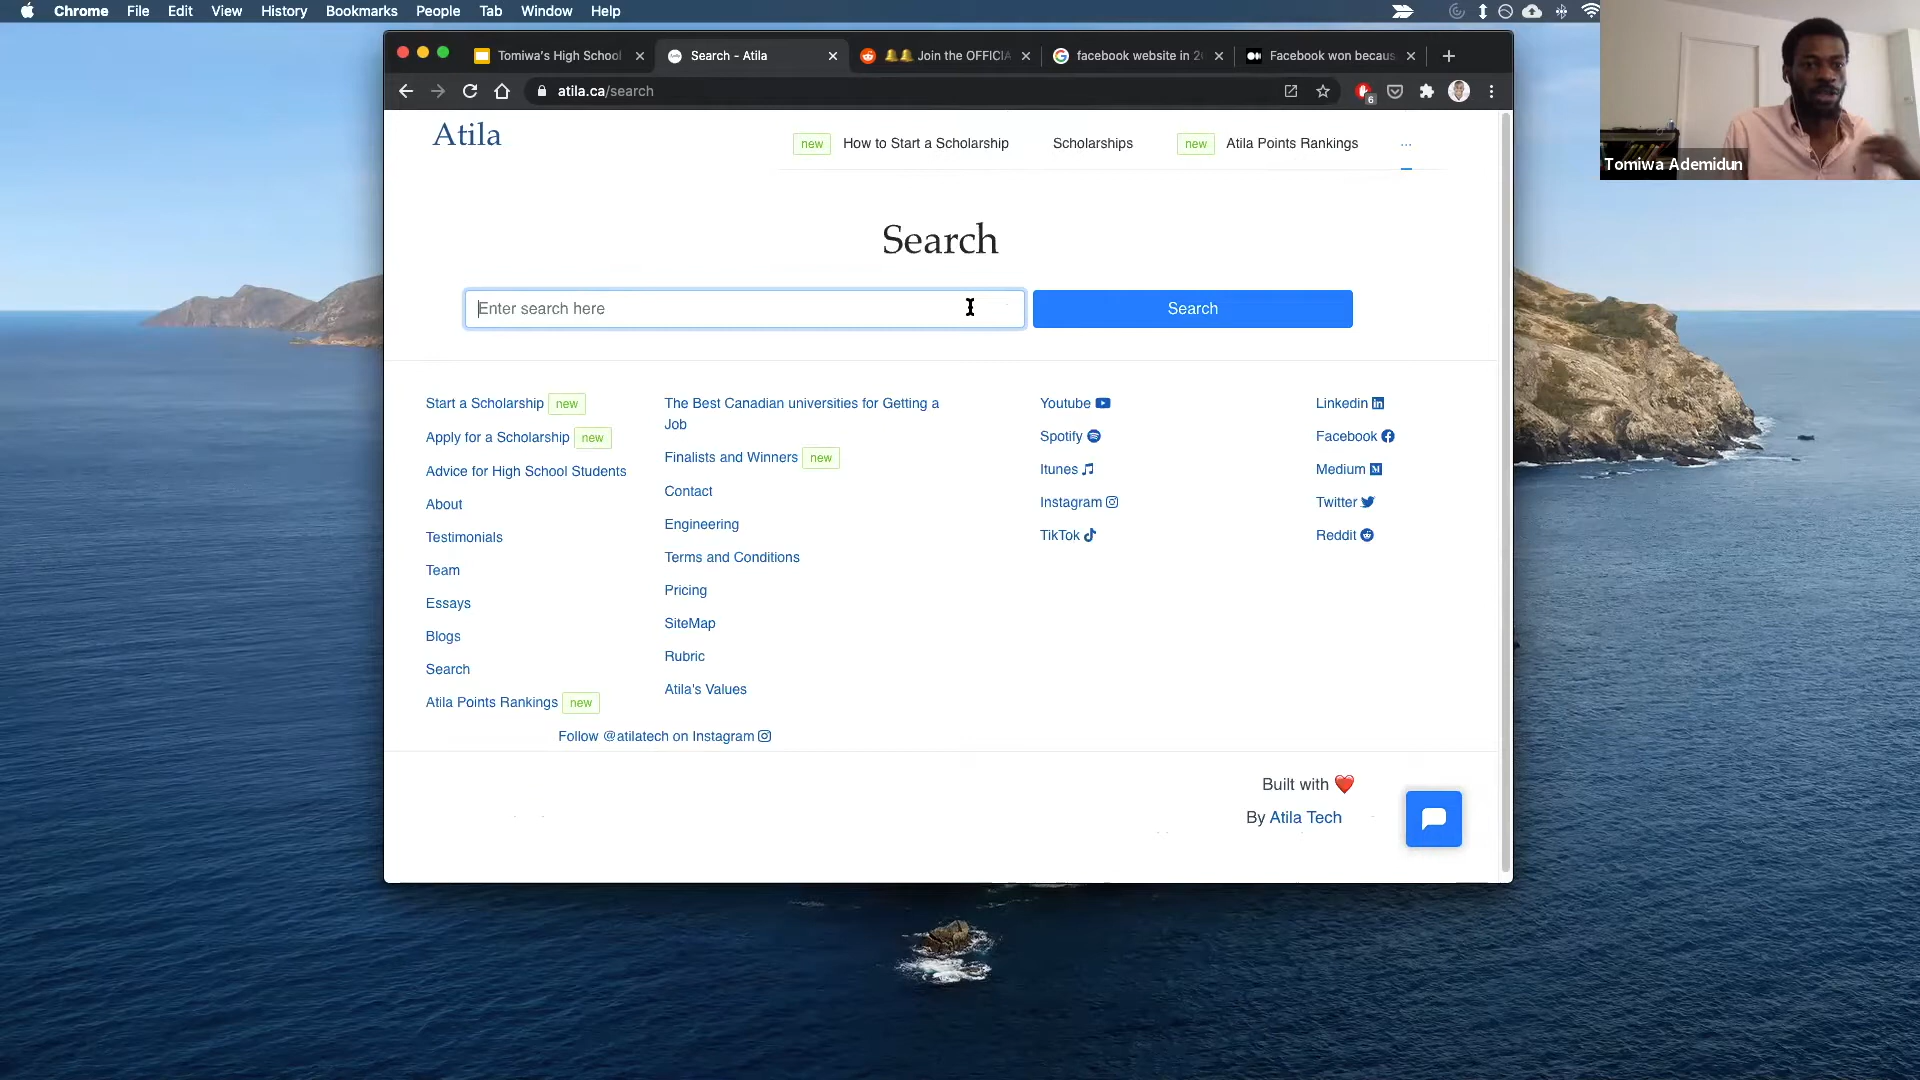 Chrome File Edit View History Bookmarks People Tab Window Help
Tomiwa's High School
Search - Atila
Join the OFFICIA
facebook website in 2
Facebook won becaus
atila.ca/search
6
Tomiwa Ademidun
Atila
new How to Start a Scholarship
Scholarships
new Atila Points Rankings
...
Search
Enter search here
Search
Start a Scholarship new
Apply for a Scholarship new
Advice for High School Students
About
Testimonials
Team
Essays
Blogs
Search
Atila Points Rankings new
The Best Canadian universities for Getting a
Job
Finalists and Winners new
Contact
Engineering
Terms and Conditions
Pricing
SiteMap
Rubric
Atila's Values
Youtube
Spotify
Itunes
Instagram
TikTok
Linkedin
Facebook
Medium
Twitter
Reddit
Follow @atilatech on Instagram
Built with ❤️
By Atila Tech